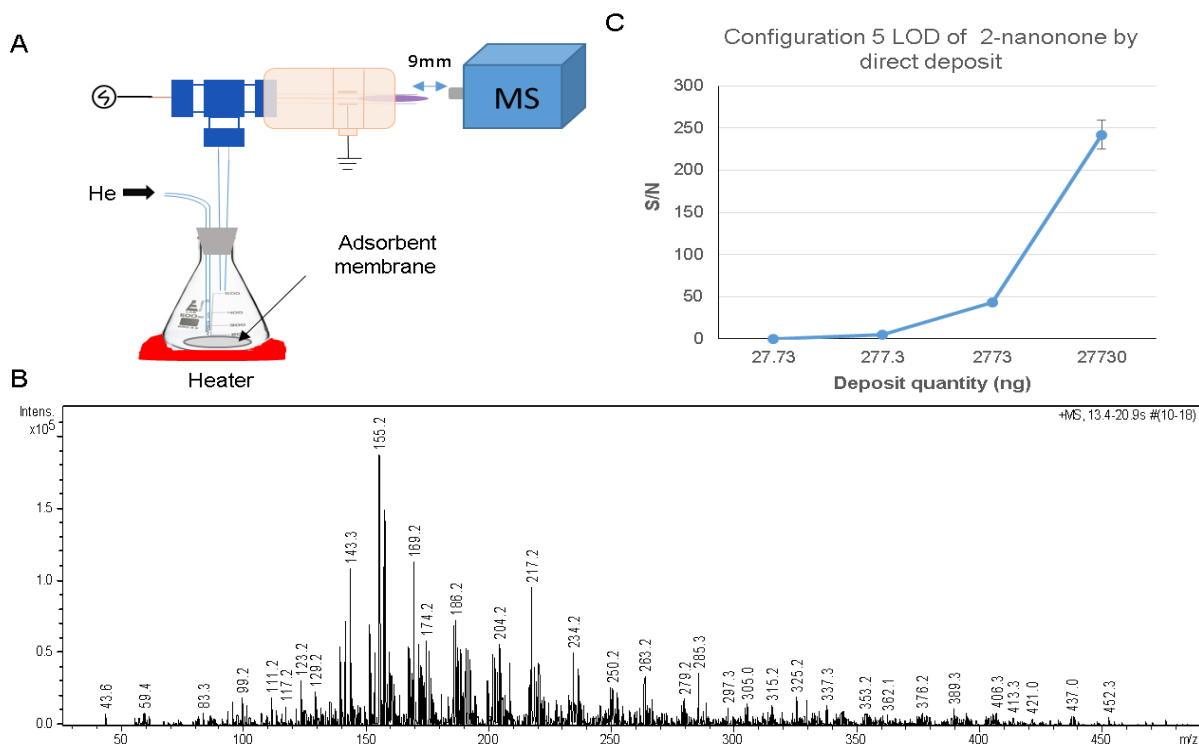 A
9mm
MS
He
Adsorbent
membrane
500
400
300
Heater
C
Configuration 5 LOD of 2-nanonone by
direct deposit
300
250
200
150
100
50
0
S/N
27.73 277.3 2773 27730
Deposit quantity (ng)
B
Intens.
x10⁵
+MS, 13.4-20.9s #(10-18)
1.5
1.0
0.5
0.0
43.6
59.4
83.3
99.2
111.2
117.2
123.2
129.2
143.3
155.2
169.2
174.2
186.2
204.2
217.2
234.2
250.2
263.2
279.2
285.3
297.3
305.0
315.2
325.2
337.3
353.2
362.1
376.2
389.3
406.3
413.3
421.0
437.0
452.3
50 100 150 200 250 300 350 400 450 m/z